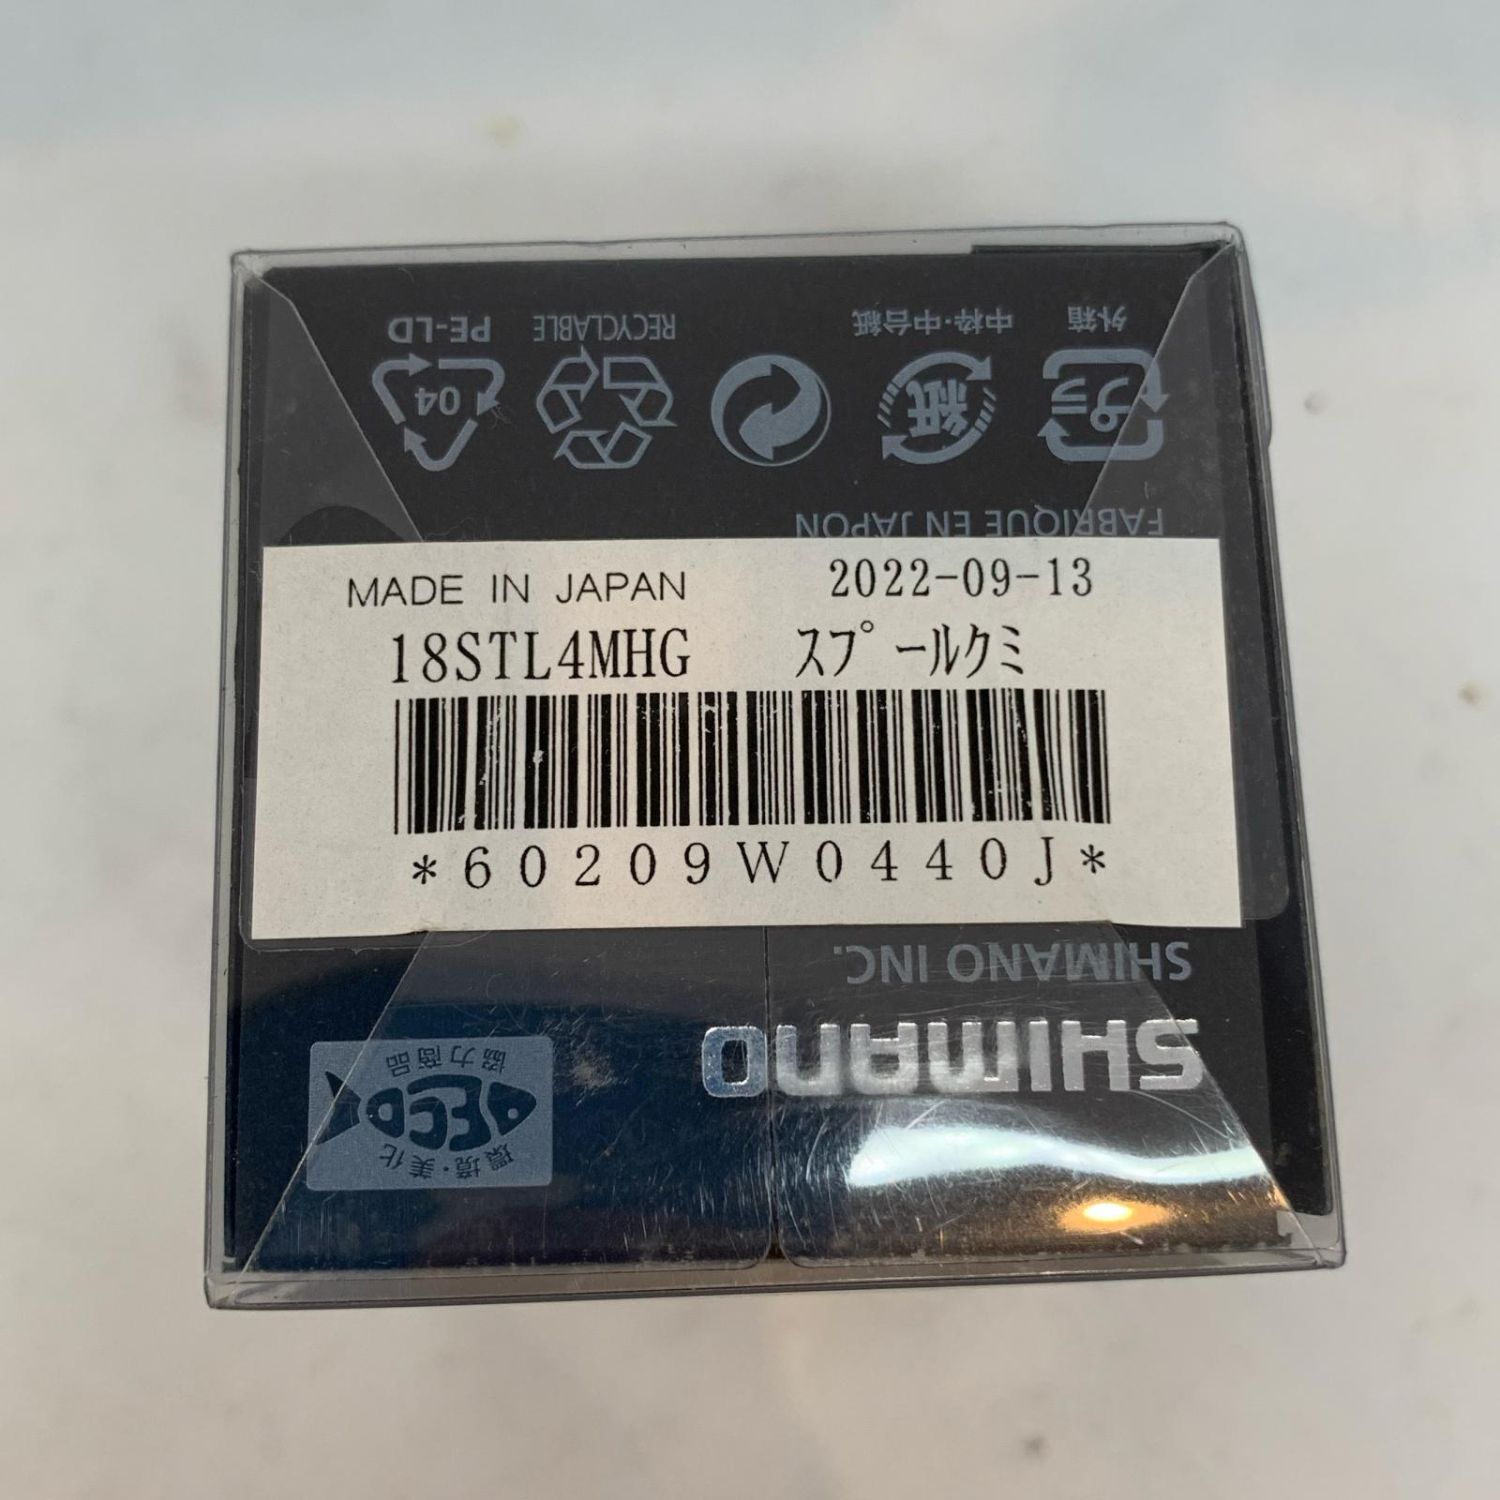 PE-LD
RECYCLABLE
中枠・中台紙
外箱
04
紙
プラ
FABRIQUE EN JAPON
MADE IN JAPAN 2022-09-13
18STL4MHG スプールクミ
*60209W0440J*
SHIMANO INC.
SHIMANO
環境・美化
ECO
協力商品